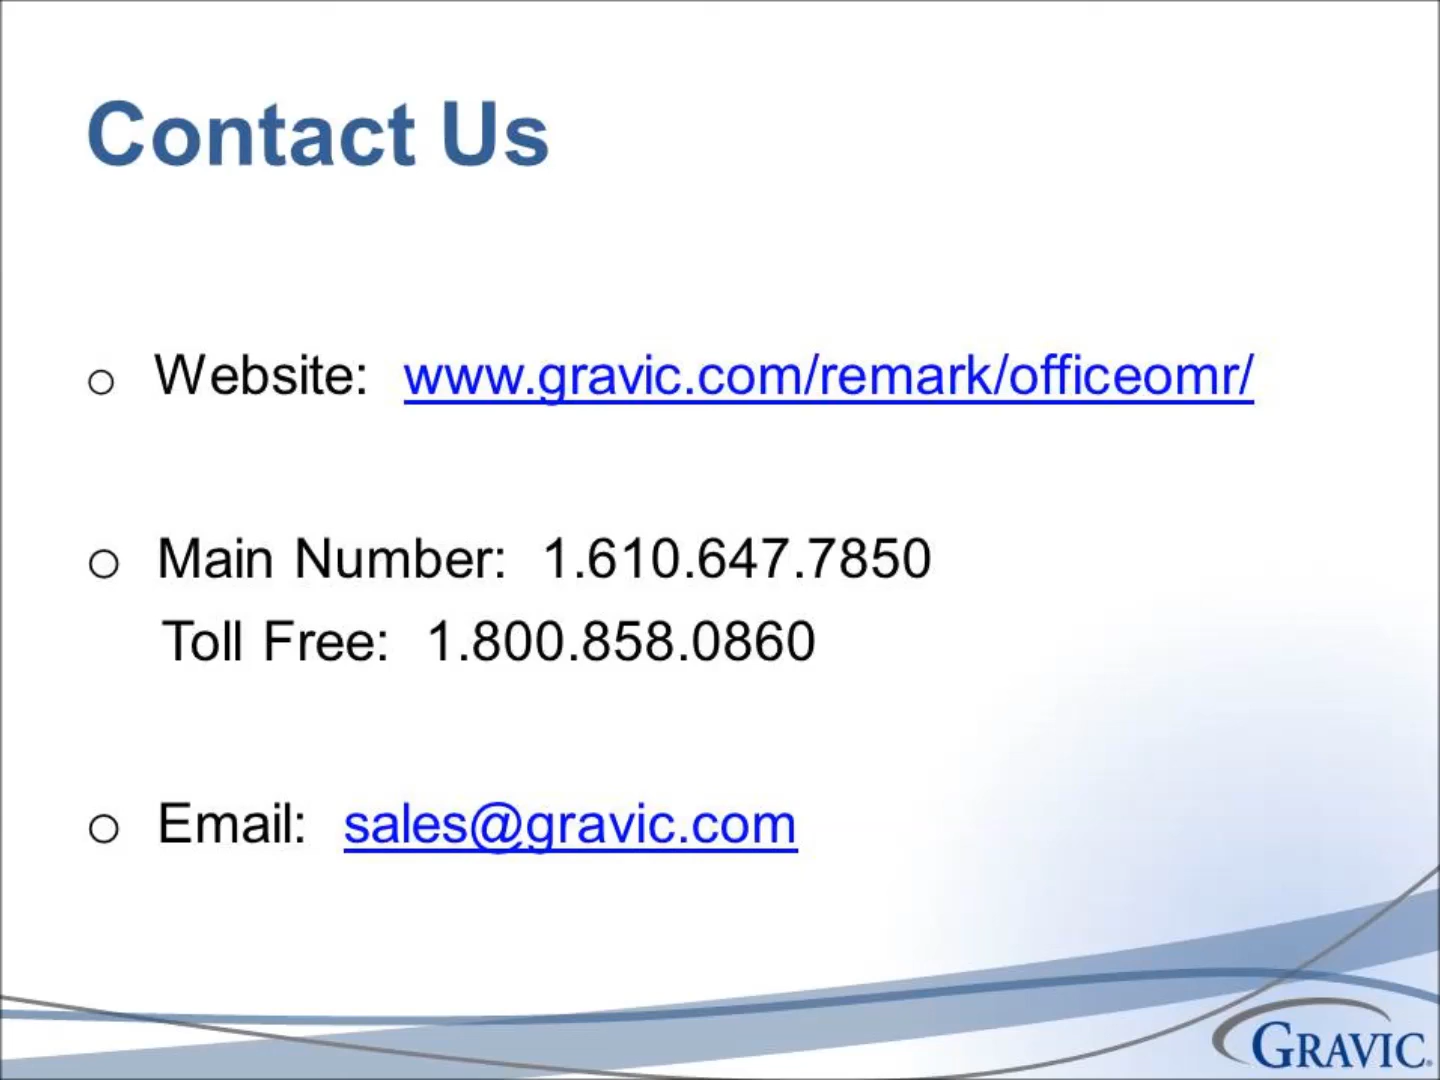 Contact Us
o Website: www.gravic.com/remark/officeomr/
o Main Number: 1.610.647.7850
Toll Free: 1.800.858.0860
o Email: sales@gravic.com
GRAVIC®